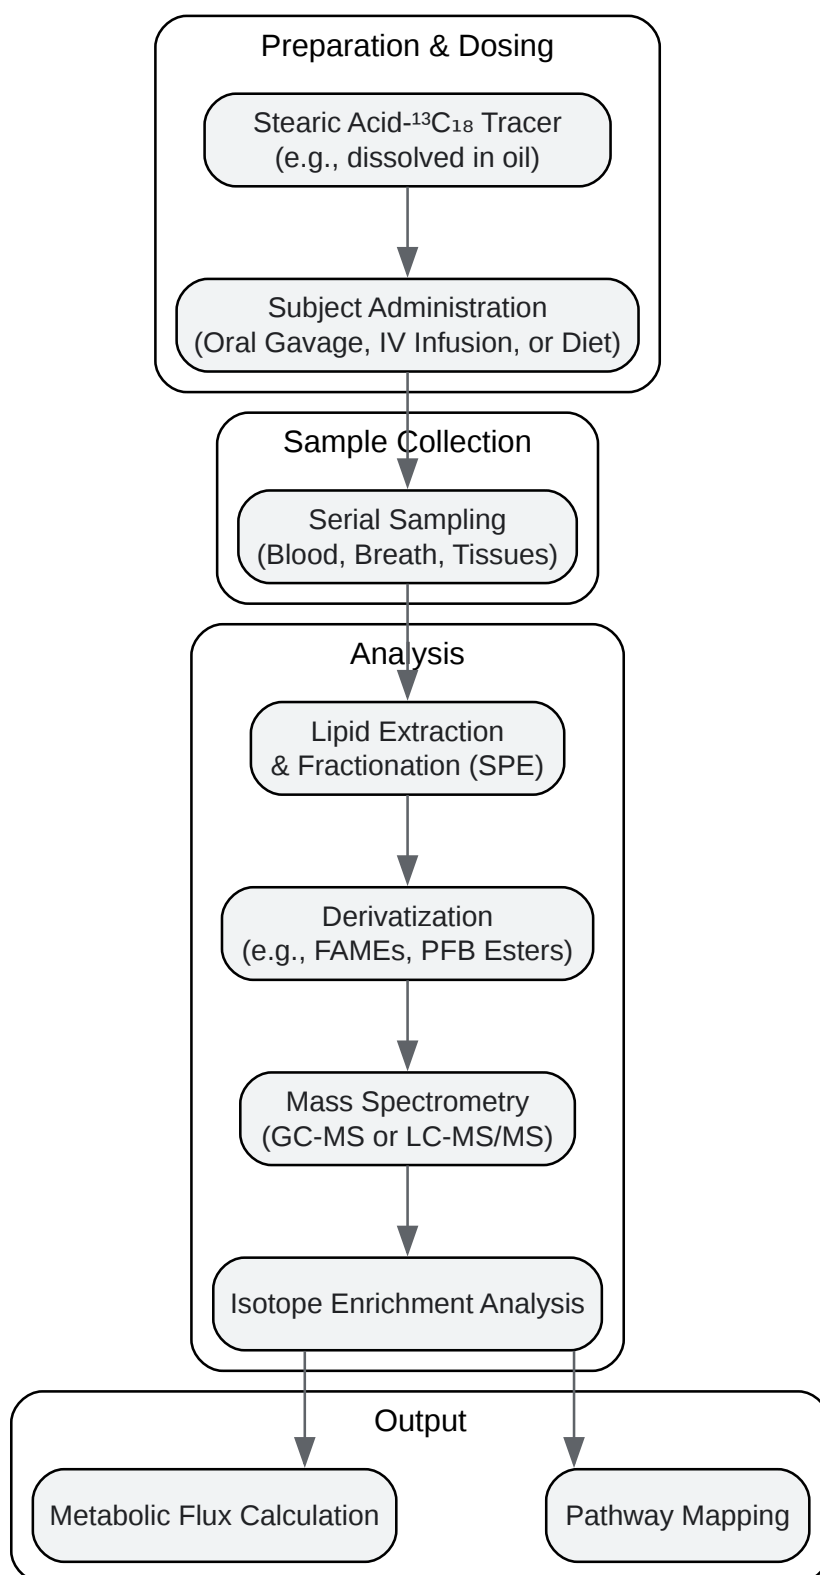 Preparation & Dosing
Stearic Acid-¹³C₁₈ Tracer
(e.g., dissolved in oil)
Subject Administration
(Oral Gavage, IV Infusion, or Diet)
Sample Collection
Serial Sampling
(Blood, Breath, Tissues)
Analysis
Lipid Extraction
& Fractionation (SPE)
Derivatization
(e.g., FAMEs, PFB Esters)
Mass Spectrometry
(GC-MS or LC-MS/MS)
Isotope Enrichment Analysis
Output
Metabolic Flux Calculation
Pathway Mapping